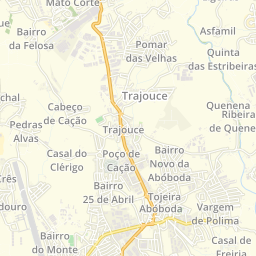 Mato Corte
Bairro
da Felosa
Asfamil
Pomar
das Velhas
Quinta
das Estribeiras
Trajouce
Cabeço
de Cação
Quenena
Ribeira
de Quene
Pedras
Alvas
Trajouce
Casal do
Clérigo
Poço de
Cação
Bairro
Novo da
Abóboda
Bairro
25 de Abril
Tojeira
Abóboda
Vargem
de Polima
Bairro
do Monte
Casal de
Freiria